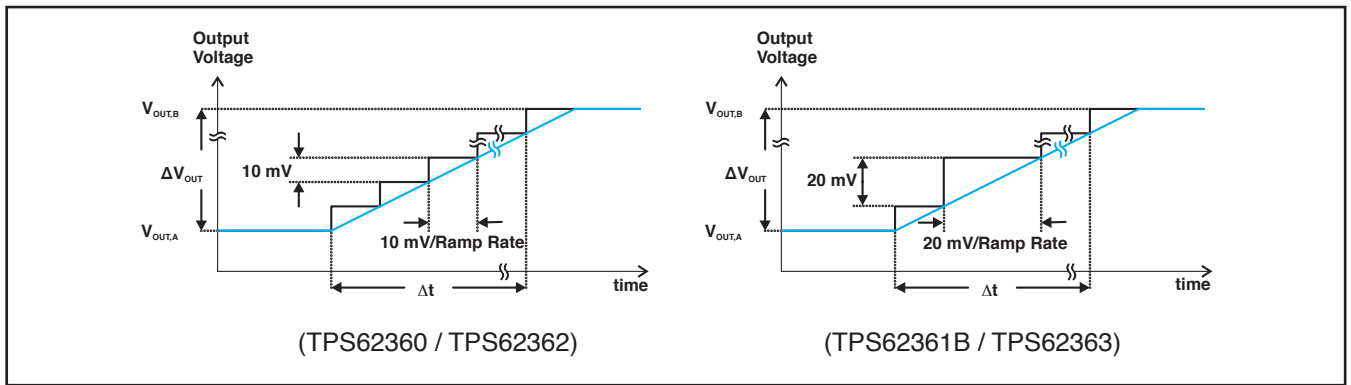 Output
Voltage
V_OUT,B
10 mV
ΔV_OUT
V_OUT,A
10 mV/Ramp Rate
time
Δt
(TPS62360 / TPS62362)
Output
Voltage
V_OUT,B
20 mV
ΔV_OUT
V_OUT,A
20 mV/Ramp Rate
time
Δt
(TPS62361B / TPS62363)